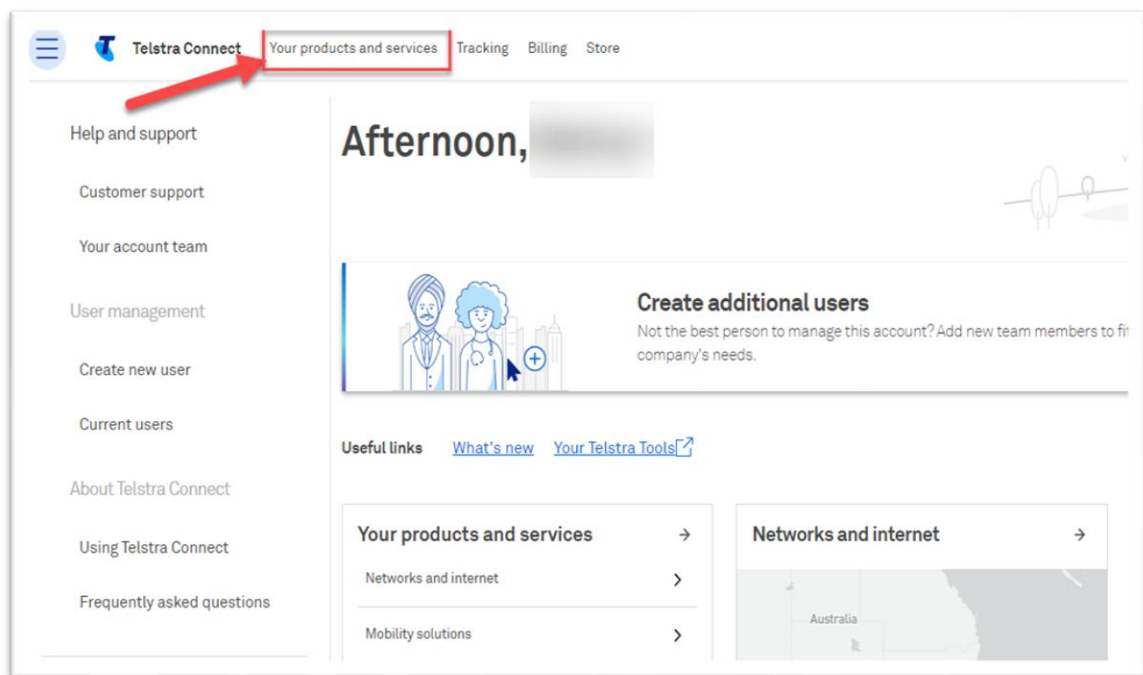 Telstra Connect Your products and services Tracking Billing Store
Help and support
Customer support
Your account team
User management
Create new user
Current users
About Telstra Connect
Using Telstra Connect
Frequently asked questions
Afternoon,
Create additional users
Not the best person to manage this account? Add new team members to
company's needs.
Useful links What's new Your Telstra Tools
Your products and services
Networks and internet
Mobility solutions
Networks and internet
Australia